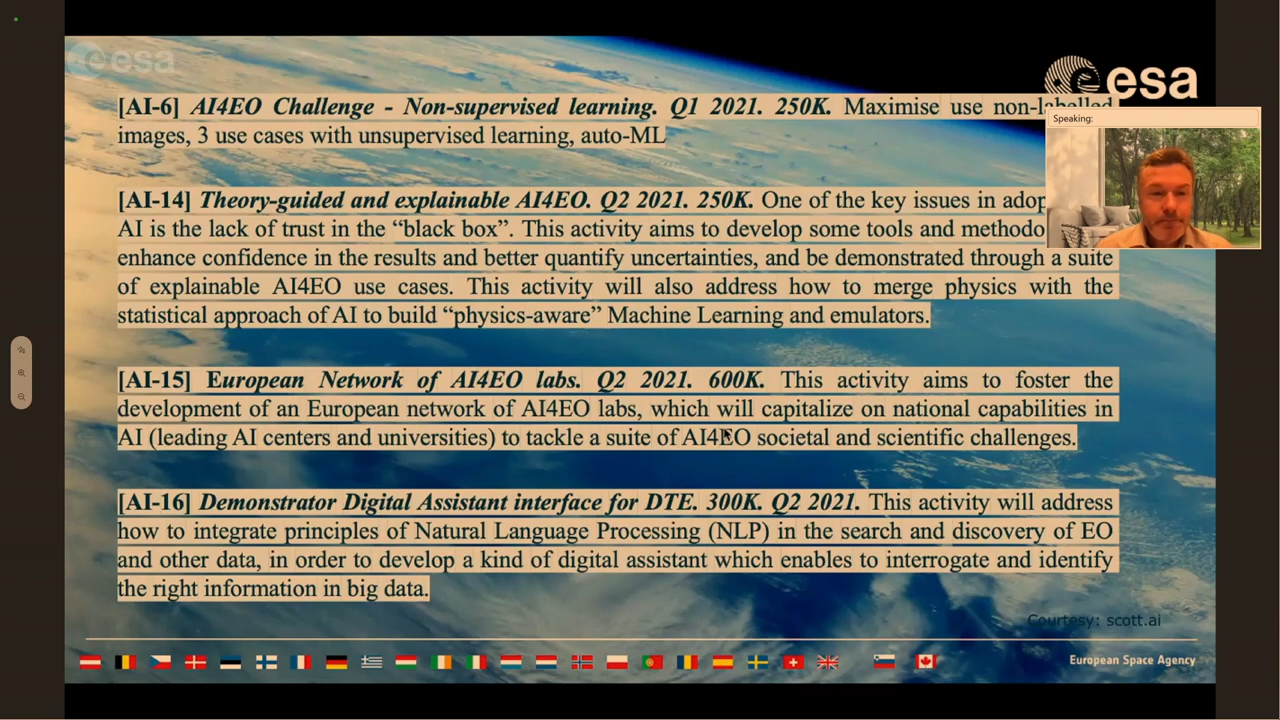 esa
esa
[AI-6] AI4EO Challenge - Non-supervised learning. Q1 2021. 250K. Maximise use non-labelled
Speaking:
images, 3 use cases with unsupervised learning, auto-ML
[AI-14] Theory-guided and explainable AI4EO. Q2 2021. 250K. One of the key issues in adop
AI is the lack of trust in the “black box”. This activity aims to develop some tools and methodo
enhance confidence in the results and better quantify uncertainties, and be demonstrated through a suite
of explainable AI4EO use cases. This activity will also address how to merge physics with the
statistical approach of AI to build “physics-aware” Machine Learning and emulators.
[AI-15] European Network of AI4EO labs. Q2 2021. 600K. This activity aims to foster the
development of an European network of AI4EO labs, which will capitalize on national capabilities in
AI (leading AI centers and universities) to tackle a suite of AI4EO societal and scientific challenges.
[AI-16] Demonstrator Digital Assistant interface for DTE. 300K. Q2 2021. This activity will address
how to integrate principles of Natural Language Processing (NLP) in the search and discovery of EO
and other data, in order to develop a kind of digital assistant which enables to interrogate and identify
the right information in big data.
Courtesy: scott.ai
European Space Agency